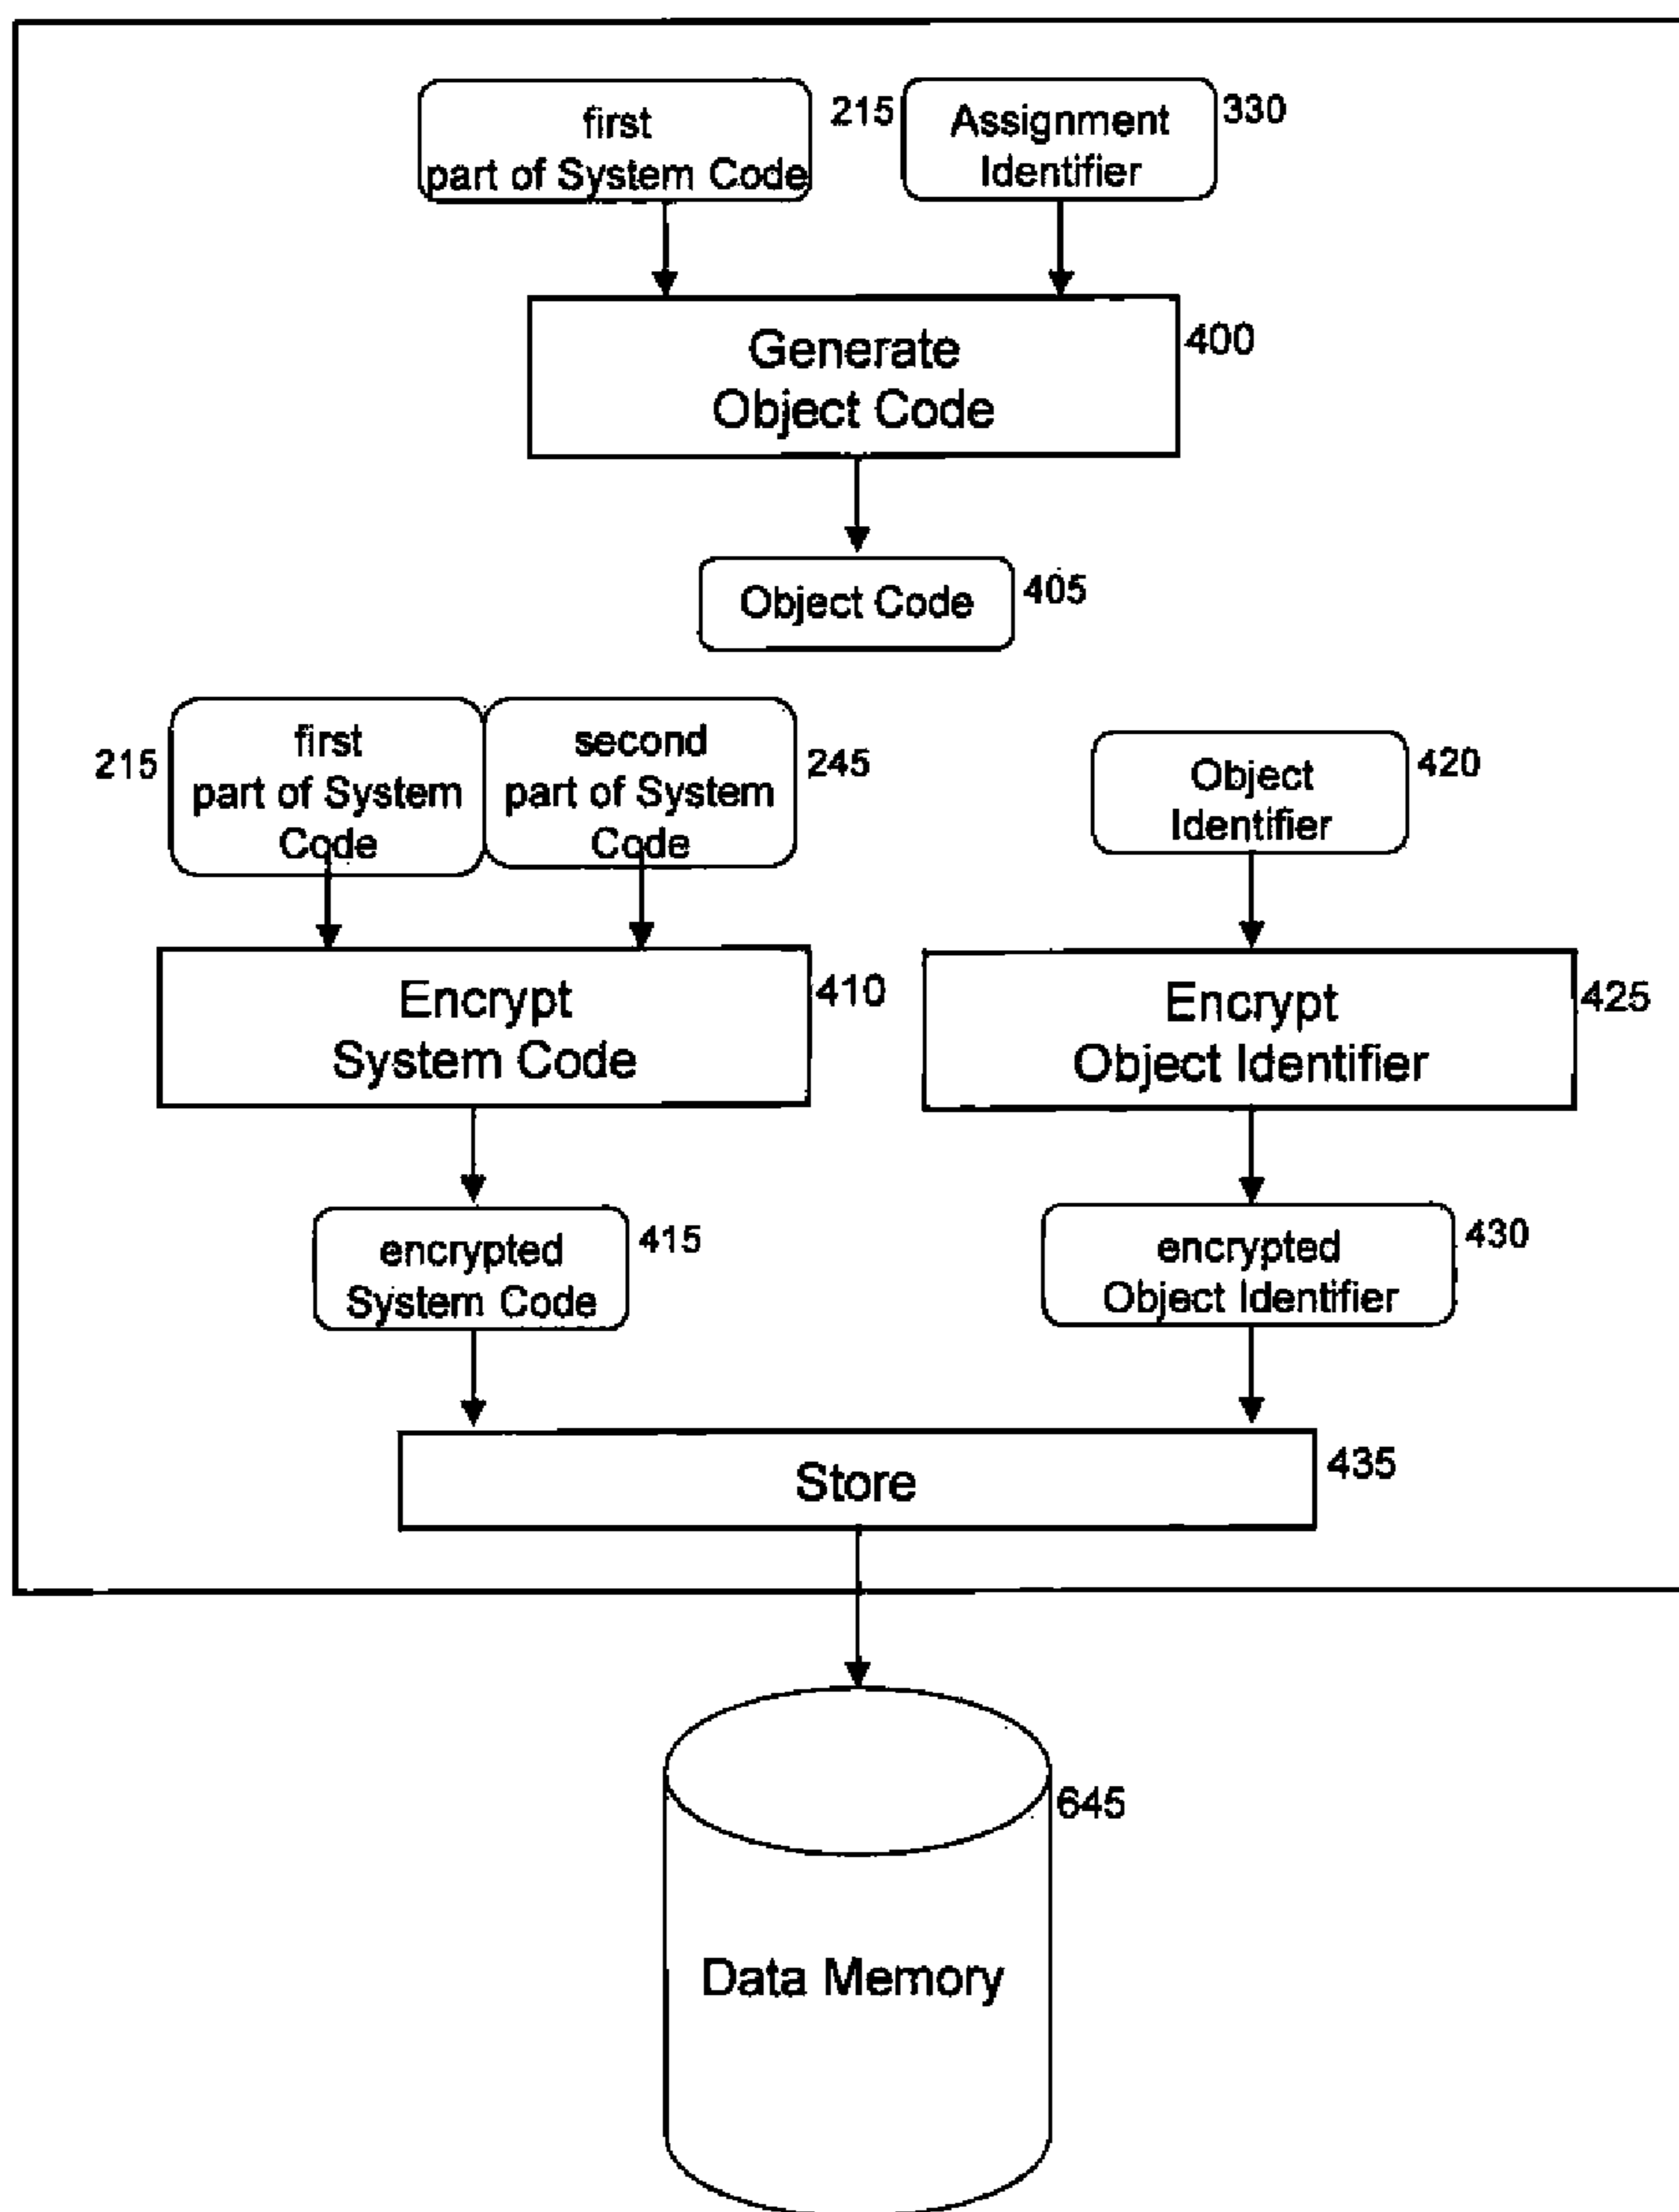 first
part of System Code
215
Assignment
Identifier
330
Generate
Object Code
400
Object Code
405
215
first
part of System
Code
second
part of System
Code
245
Object
Identifier
420
Encrypt
System Code
410
Encrypt
Object Identifier
425
encrypted
System Code
415
encrypted
Object Identifier
430
Store
435
645
Data Memory